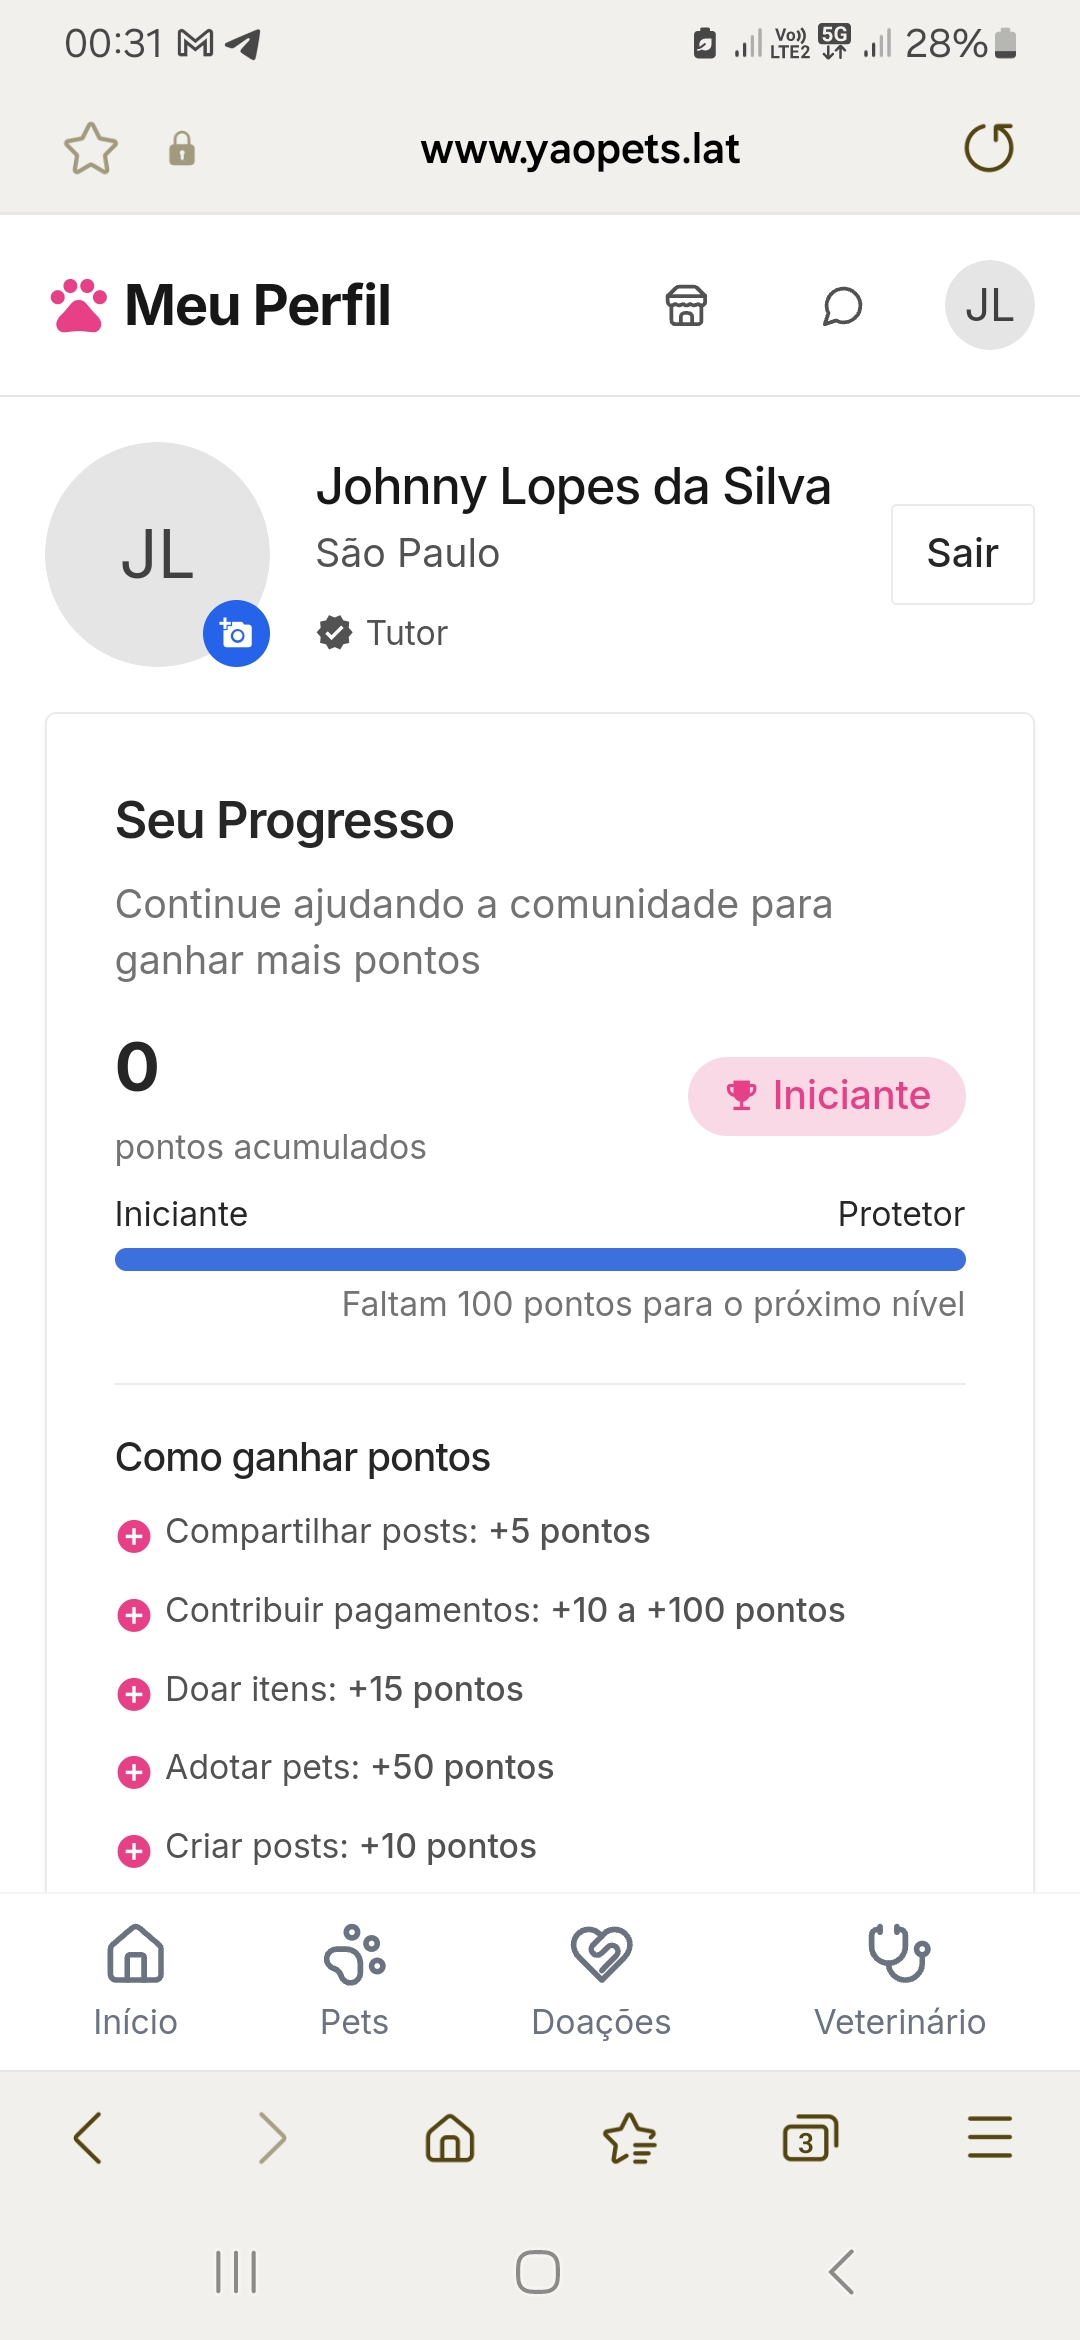 00:31
Vo)) LTE2 5G 28%
www.yaopets.lat
Meu Perfil
JL
JL
Johnny Lopes da Silva
São Paulo
Tutor
Sair
Seu Progresso
Continue ajudando a comunidade para
ganhar mais pontos
0
pontos acumulados
Iniciante
Iniciante
Protetor
Faltam 100 pontos para o próximo nível
Como ganhar pontos
Compartilhar posts: +5 pontos
Contribuir pagamentos: +10 a +100 pontos
Doar itens: +15 pontos
Adotar pets: +50 pontos
Criar posts: +10 pontos
Início
Pets
Doações
Veterinário
3